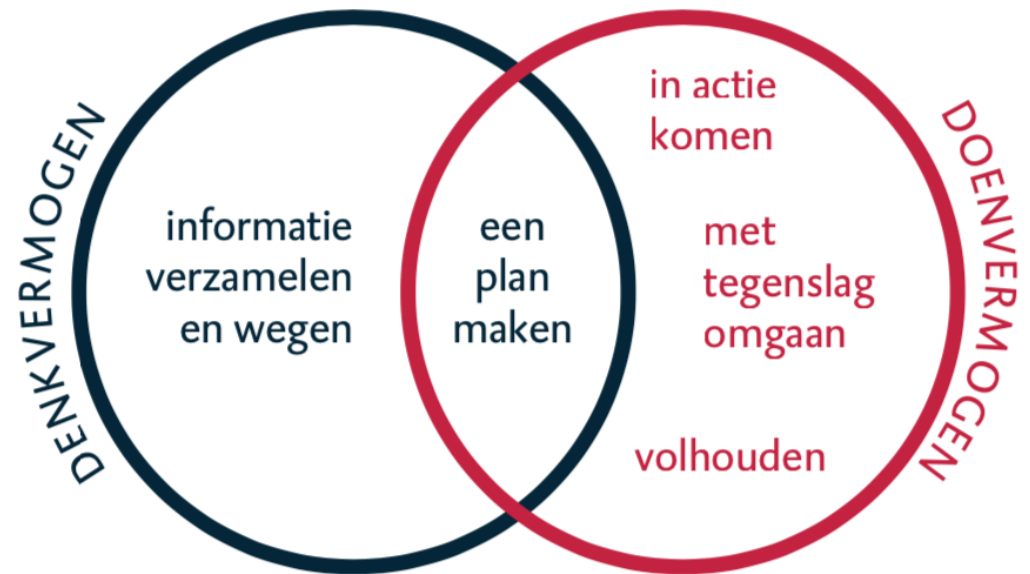 DENKVERMOGEN
informatie
verzamelen
en wegen
een
plan
maken
in actie
komen
met
tegenslag
omgaan
volhouden
DOENVERMOGEN